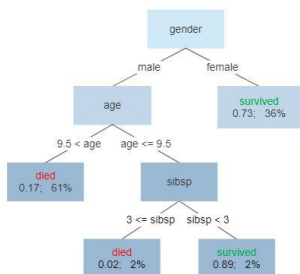 gender
male
female
age
survived
0.73; 36%
9.5 < age
age <= 9.5
died
0.17; 61%
sibsp
3 <= sibsp
sibsp < 3
died
0.02; 2%
survived
0.89; 2%